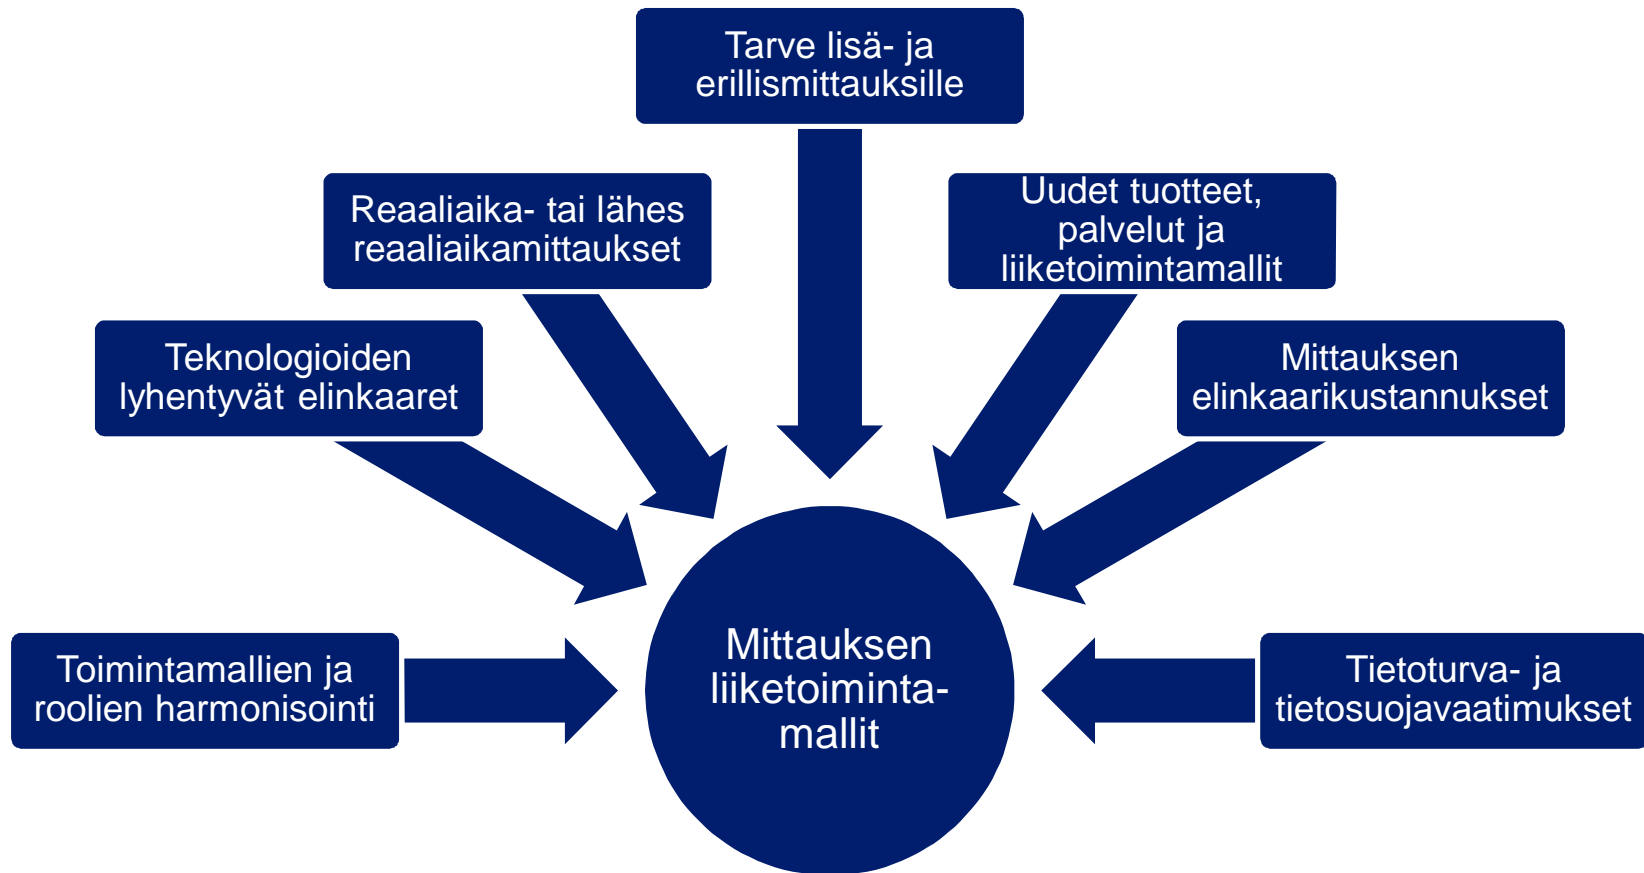 Tarve lisä- ja
erillismittauksille
Reaaliaika- tai lähes
reaaliaikamittaukset
Uudet tuotteet,
palvelut ja
liiketoimintamallit
Teknologioiden
lyhentyvät elinkaaret
Mittauksen
elinkaarikustannukset
Toimintamallien ja
roolien harmonisointi
Mittauksen
liiketoiminta-
mallit
Tietoturva- ja
tietosuojavaatimukset